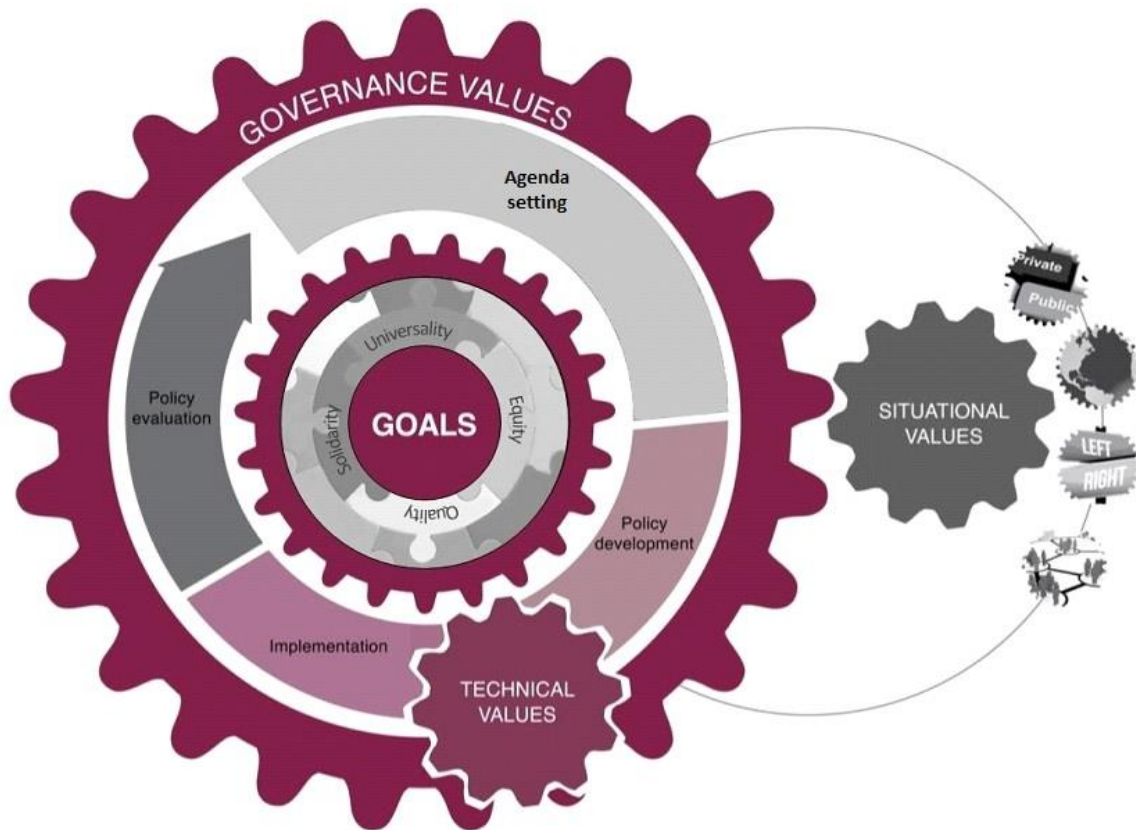 GOVERNANCE VALUES
Agenda
setting
Private
Public
Universality
Policy
evaluation
GOALS
Solidarity
Equity
SITUATIONAL
VALUES
LEFT
RIGHT
Quality
Policy
development
Implementation
TECHNICAL
VALUES